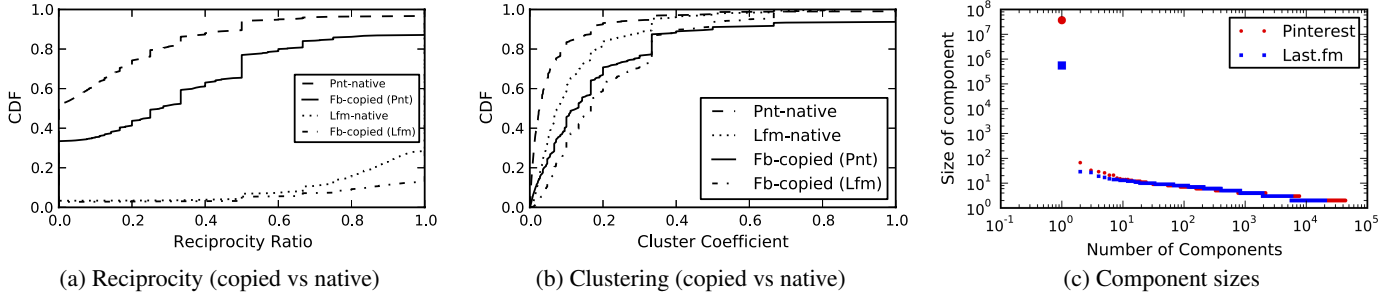 CDF
1.0
0.8
0.6
0.4
0.2
0.0
Pnt-native
Fb-copied (Pnt)
Lfm-native
Fb-copied (Lfm)
0.0 0.2 0.4 0.6 0.8 1.0
Reciprocity Ratio
(a) Reciprocity (copied vs native)
CDF
1.0
0.8
0.6
0.4
0.2
0.0
Pnt-native
Lfm-native
Fb-copied (Pnt)
Fb-copied (Lfm)
0.0 0.2 0.4 0.6 0.8 1.0
Cluster Coefficient
(b) Clustering (copied vs native)
Size of component
10^8
10^7
10^6
10^5
10^4
10^3
10^2
10^1
10^0
Pinterest
Last.fm
10^-1 10^0 10^1 10^2 10^3 10^4 10^5
Number of Components
(c) Component sizes